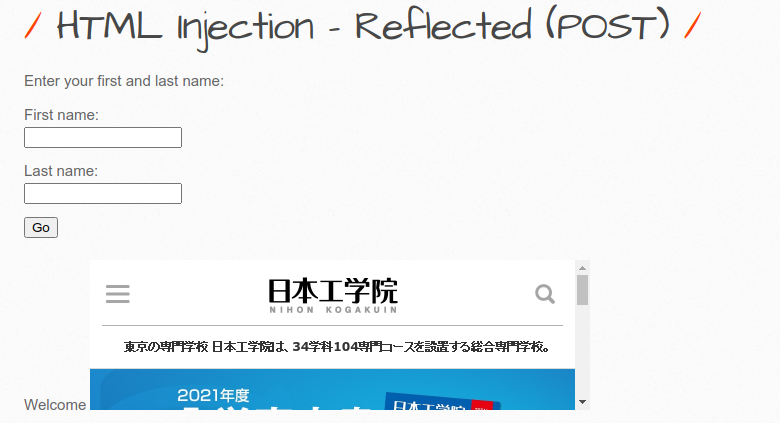 / HTML Injection - Reflected (POST) /
Enter your first and last name:
First name:
Last name:
Go
日本工学院
NIHON KOGAKUIN
東京の専門学校 日本工学院は、34学科104専門コースを設置する総合専門学校。
2021年度
日本工学院
Welcome